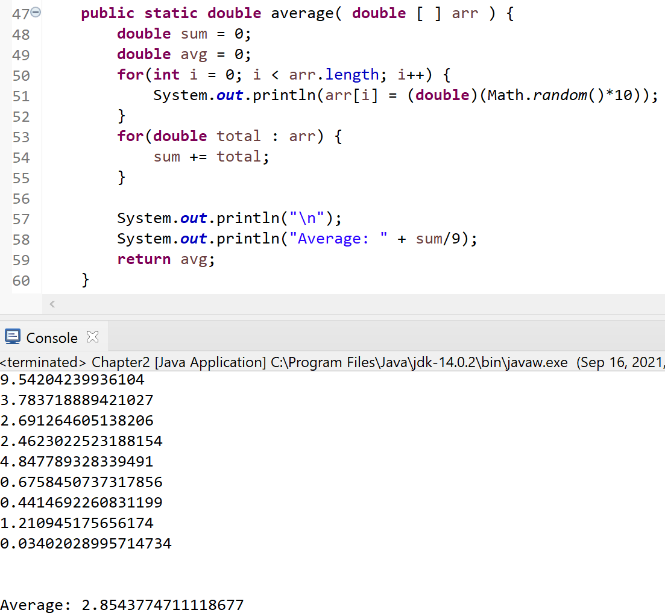 47 public static double average( double [ ] arr ) {
48 double sum = 0;
49 double avg = 0;
50 for(int i = 0; i < arr.length; i++) {
51 System.out.println(arr[i] = (double)(Math.random()*10));
52 }
53 for(double total : arr) {
54 sum += total;
55 }
56
57 System.out.println("\n");
58 System.out.println("Average: " + sum/9);
59 return avg;
60 }
Console
<terminated> Chapter2 [Java Application] C:\Program Files\Java\jdk-14.0.2\bin\javaw.exe (Sep 16, 2021,
9.54204239936104
3.783718889421027
2.691264605138206
2.4623022523188154
4.847789328339491
0.6758450737317856
0.4414692260831199
1.210945175656174
0.03402028995714734
Average: 2.8543774711118677